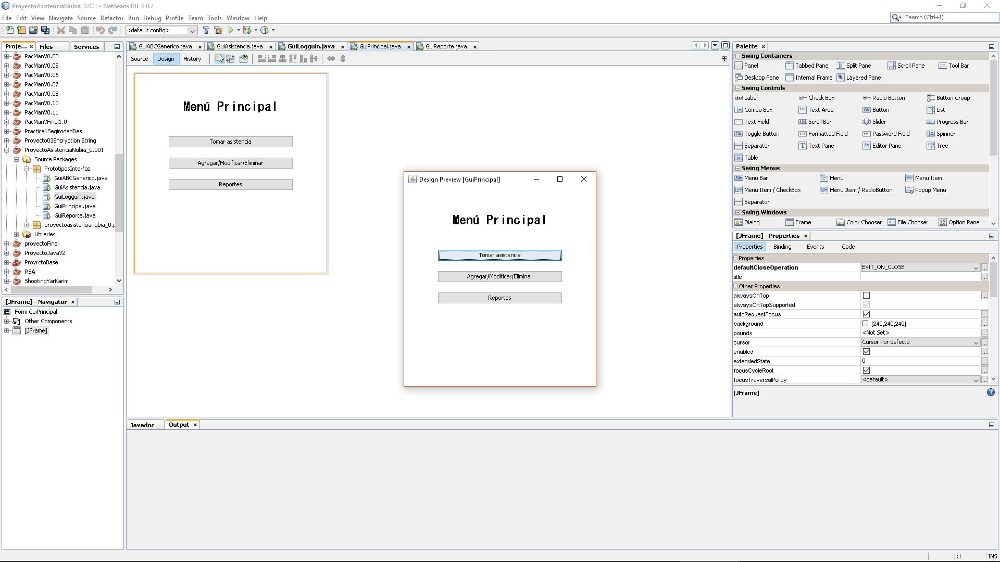 ProyectoAsistenciaNubia_0.001 - NetBeans IDE 8.0.2
File Edit View Navigate Source Refactor Run Debug Profile Team Tools Window Help
Search (Ctrl+I)
<default config>
Proje... Files Services
PacManV0.03
PacManV0.05
PacManV0.06
PacManV0.07
PacManV0.08
PacManV0.10
PacManV0.11
PacManVFinal1.0
Practica1SegirodadDes
Proyecto03Encryption String
ProyectoAsistenciaNubia_0.001
Source Packages
PrototiposInterfaz
GuiABCGenerico.java
GuiAsistencia.java
GuiLogguin.java
GuiPrincipal.java
GuiReporte.java
proyectoasistencianubia_0.p
Libraries
proyectoFinal
ProyectoJavaV2
ProyrctoBase
RSA
ShootingYarKarim
[JFrame] - Navigator
Form GuiPrincipal
Other Components
[JFrame]
GuiABCGenerico.java GuiAsistencia.java GuiLogguin.java GuiPrincipal.java GuiReporte.java
Source Design History
Menú Principal
Tomar asistencia
Agregar/Modificar/Eliminar
Reportes
Design Preview [GuiPrincipal]
Menú Principal
Tomar asistencia
Agregar/Modificar/Eliminar
Reportes
Javadoc Output
Palette
Swing Containers
Panel Tabbed Pane Split Pane Scroll Pane Tool Bar
Desktop Pane Internal Frame Layered Pane
Swing Controls
label Label Check Box Radio Button Button Group
Combo Box Text Area OK Button List
Text Field Scroll Bar Slider Progress Bar
ON Toggle Button Formatted Field Password Field Spinner
Separator Text Pane Editor Pane Tree
Table
Swing Menus
File Menu Bar Menu Menu Item
Menu Item / CheckBox Menu Item / RadioButton Popup Menu
Separator
Swing Windows
Dialog Frame Color Chooser File Chooser Option Pane
[JFrame] - Properties
Properties Binding Events Code
Properties
defaultCloseOperation EXIT_ON_CLOSE ...
title ...
Other Properties
alwaysOnTop ...
alwaysOnTopSupported
autoRequestFocus ...
background [240,240,240] ...
bounds <Not Set> ...
cursor Cursor Por defecto ...
enabled ...
extendedState 0 ...
focusCycleRoot ...
focusTraversalPolicy <default> ...
[JFrame]
1:1 INS